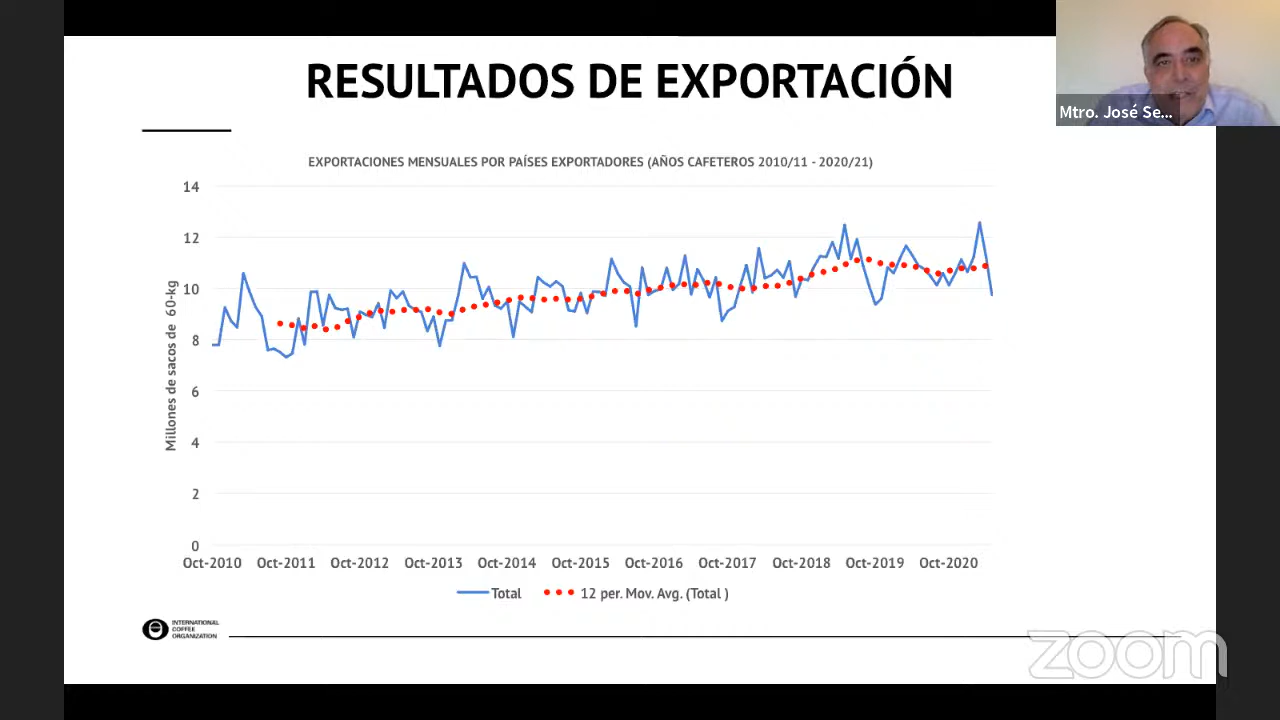 RESULTADOS DE EXPORTACIÓN
Mtro. José Se...
EXPORTACIONES MENSUALES POR PAÍSES EXPORTADORES (AÑOS CAFETEROS 2010/11 - 2020/21)
Millones de sacos de 60-kg
14
12
10
8
6
4
2
0
Oct-2010 Oct-2011 Oct-2012 Oct-2013 Oct-2014 Oct-2015 Oct-2016 Oct-2017 Oct-2018 Oct-2019 Oct-2020
Total 12 per. Mov. Avg. (Total )
INTERNATIONAL
COFFEE
ORGANIZATION
zoom